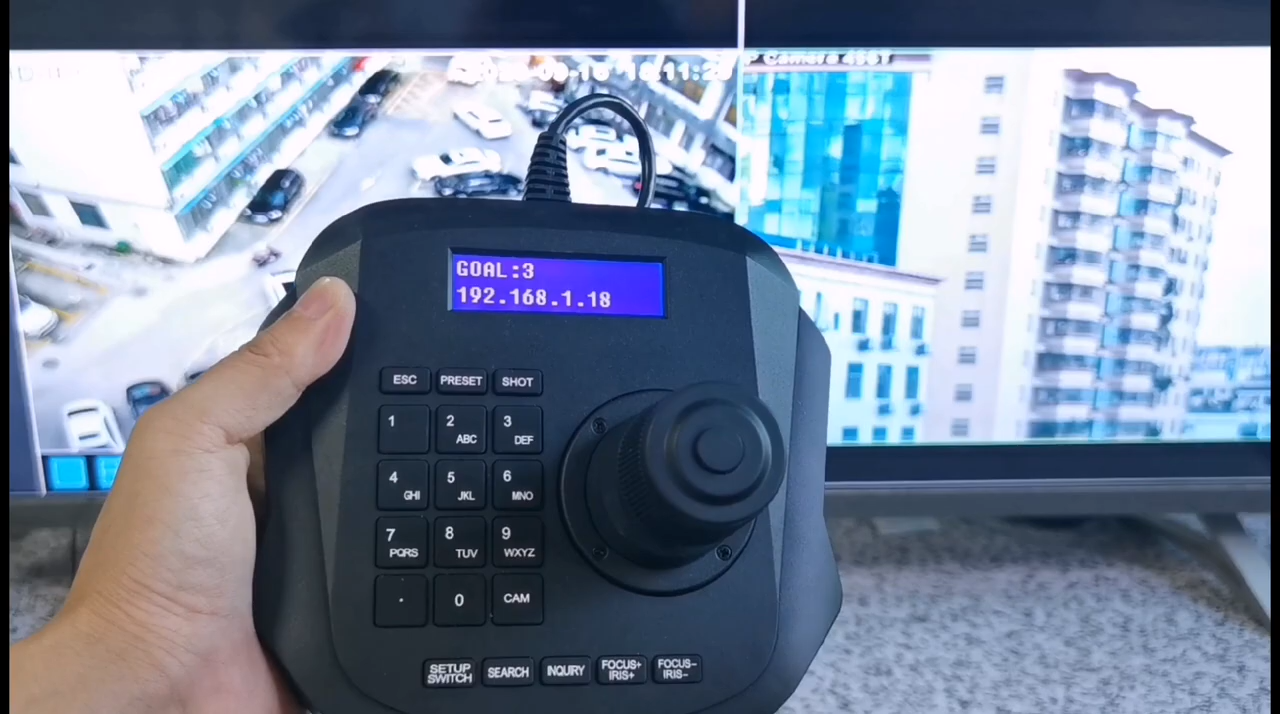 GOAL:3
192.168.1.18
ESC
PRESET
SHOT
1
2
ABC
3
DEF
4
GHI
5
JKL
6
MNO
7
PQRS
8
TUV
9
WXYZ
.
0
CAM
SETUP
SWITCH
SEARCH
INQUIRY
FOCUS+
IRIS+
FOCUS-
IRIS-